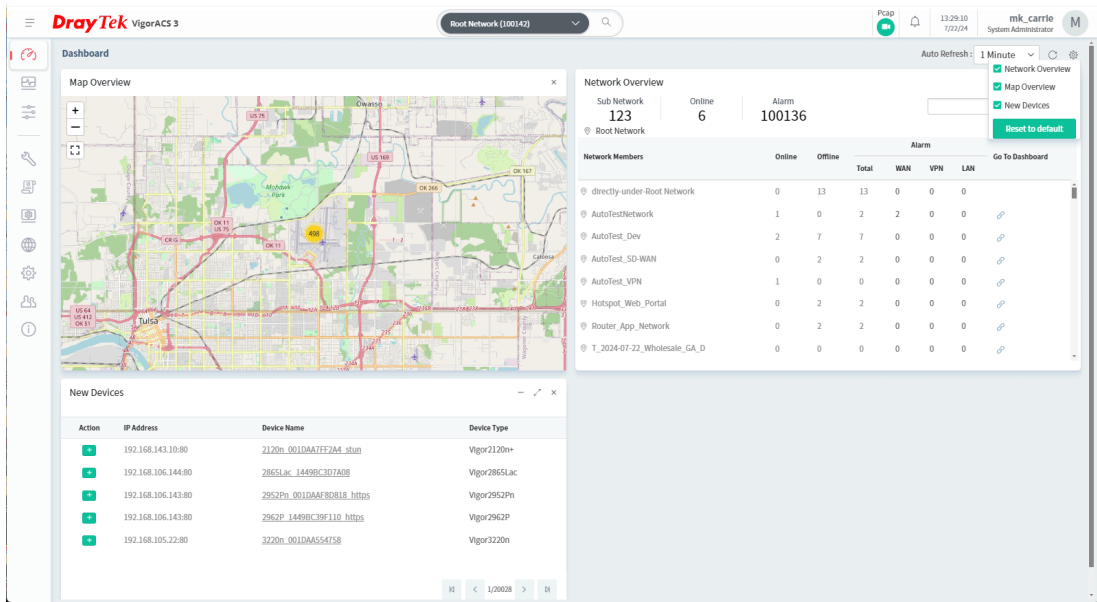 DrayTek VigorACS 3
Root Network (100142)
Pcap
13:29:10
7/22/24
mk_carrie
System Administrator
M
Dashboard
Auto Refresh :
1 Minute
Network Overview
Map Overview
New Devices
Reset to default
Map Overview
×
+
−
Owasso
US 75
US 169
OK 167
OK 266
Mohawk
Park
OK 11
US 75
498
CR G
OK 11
Catoosa
US 64
US 412
OK 51
Tulsa
Network Overview
Sub Network
Online
Alarm
123
6
100136
Root Network
Network Members
Online
Offline
Alarm
Go To Dashboard
Total
WAN
VPN
LAN
directly-under-Root Network 0 13 13 0 0 0
AutoTestNetwork 1 0 2 2 0 0
AutoTest_Dev 2 7 7 0 0 0
AutoTest_SD-WAN 0 2 2 0 0 0
AutoTest_VPN 1 0 0 0 0 0
Hotspot_Web_Portal 0 2 2 0 0 0
Router_App_Network 0 2 2 0 0 0
T_2024-07-22_Wholesale_GA_D 0 0 0 0 0 0
New Devices
Action IP Address Device Name Device Type
+ 192.168.143.10:80 2120n_001DAA7FF2A4_stun Vigor2120n+
+ 192.168.106.144:80 2865Lac_1449BC3D7A08 Vigor2865Lac
+ 192.168.106.143:80 2952Pn_001DAAF8D818_https Vigor2952Pn
+ 192.168.106.143:80 2962P_1449BC39F110_https Vigor2962P
+ 192.168.105.22:80 3220n_001DAA554758 Vigor3220n
1/20028